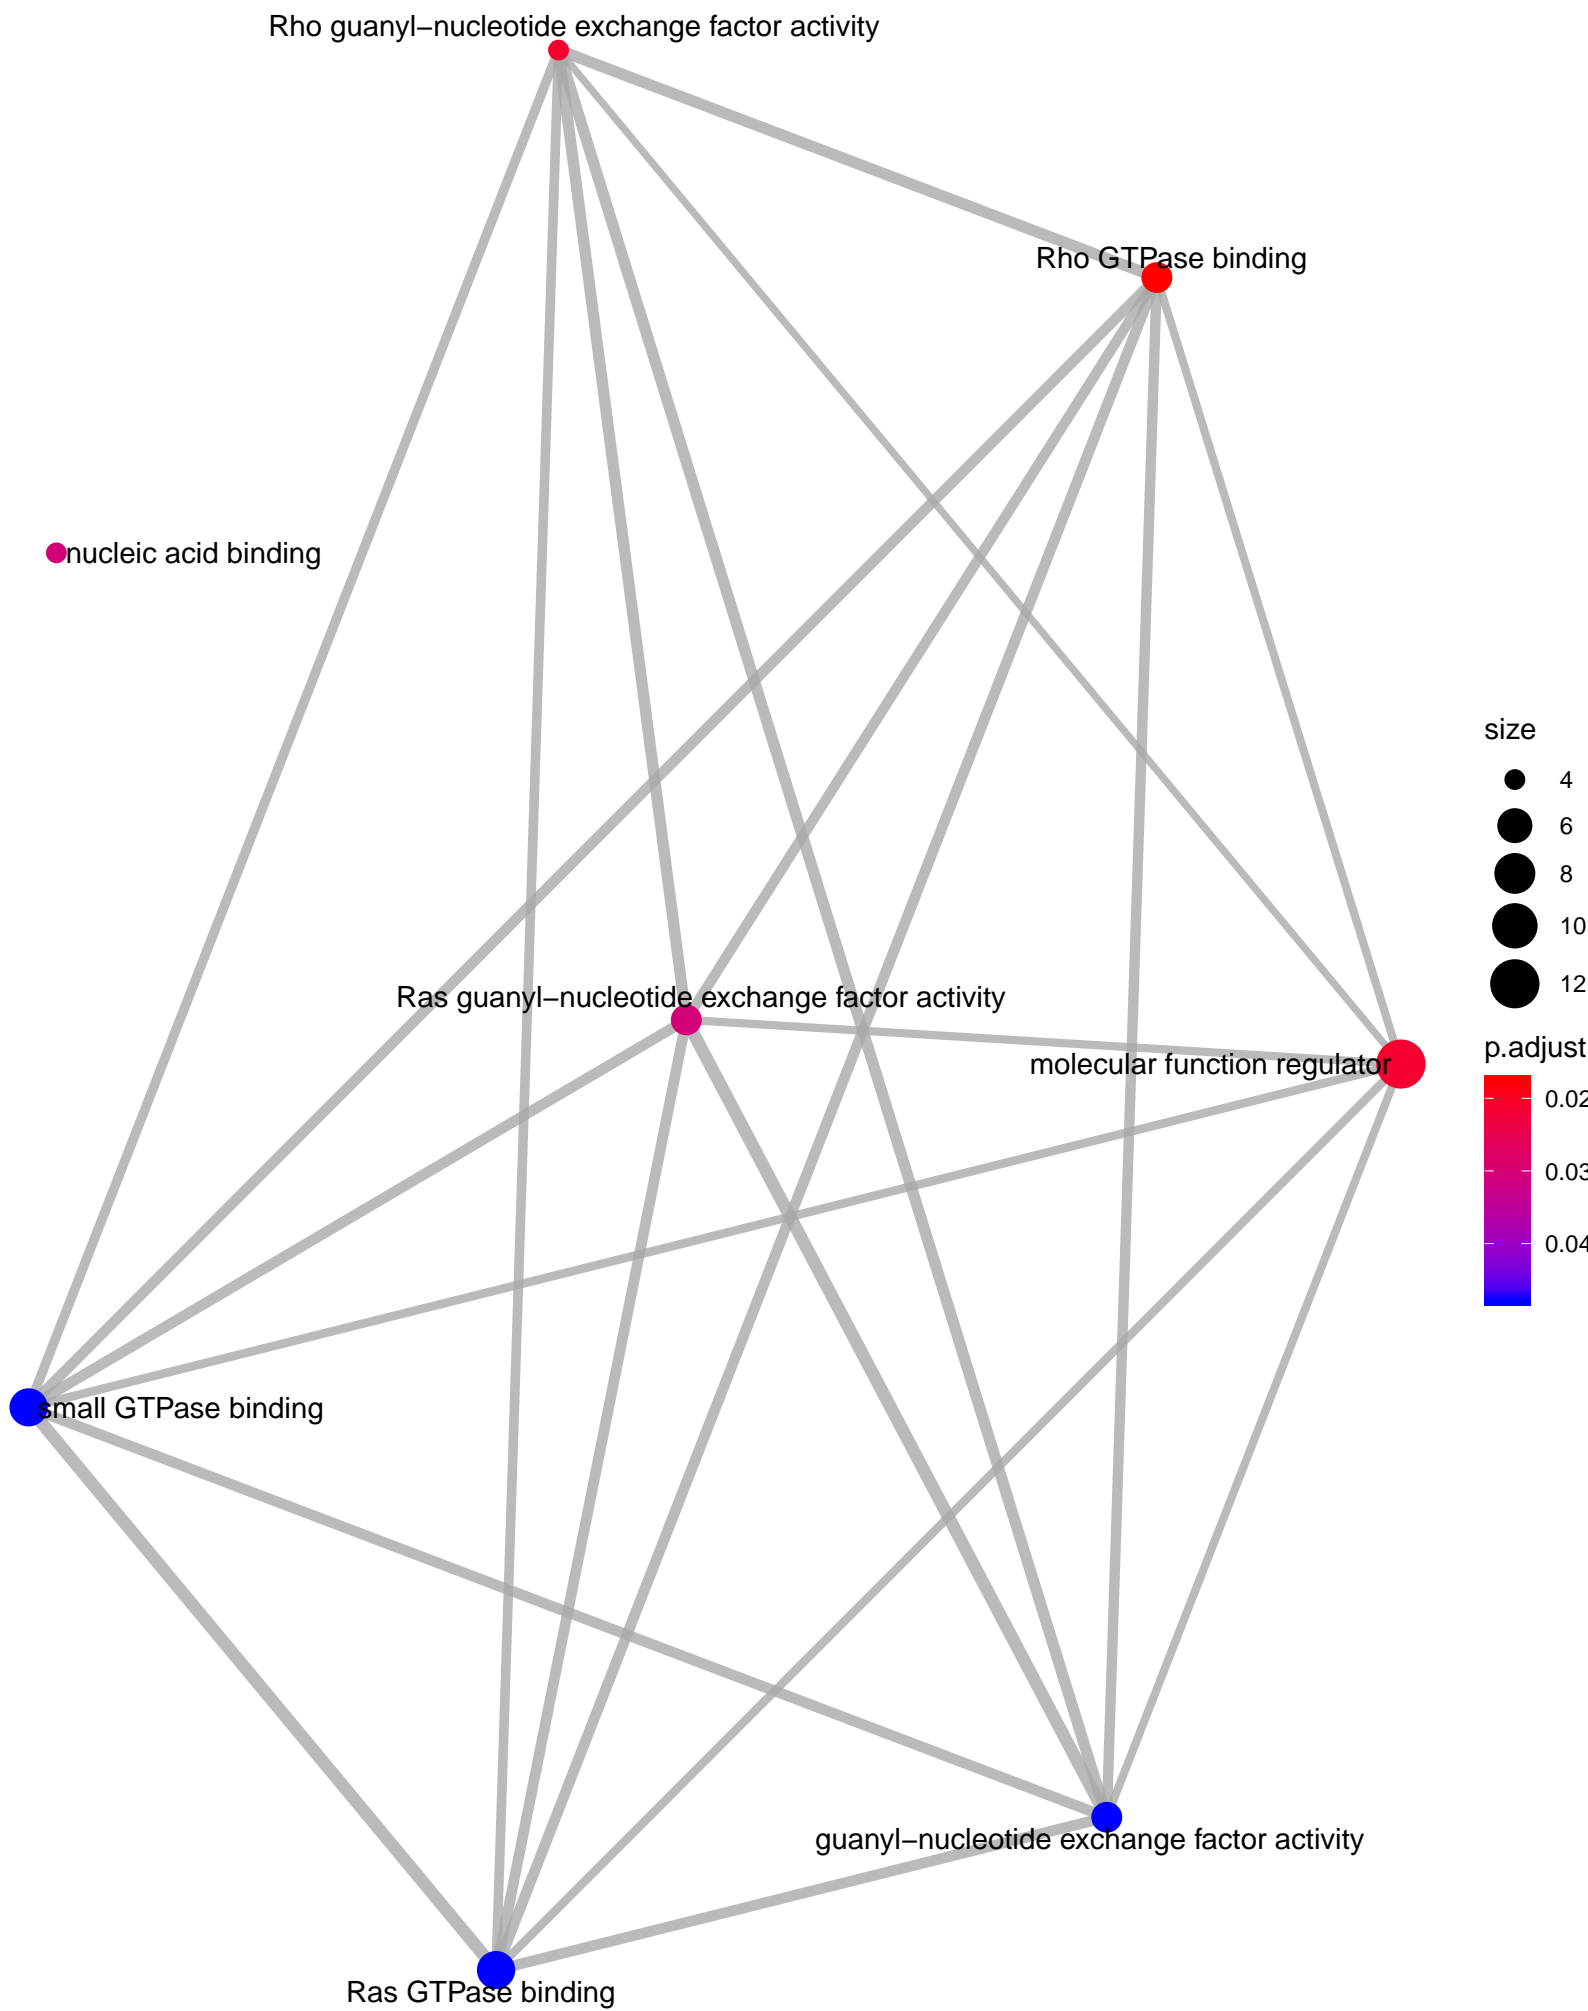 Rho guanyl−nucleotide exchange factor activity
Rho GTPase binding
nucleic acid binding
Ras guanyl−nucleotide exchange factor activity
molecular function regulator
small GTPase binding
guanyl−nucleotide exchange factor activity
Ras GTPase binding
size
4
6
8
10
12
p.adjust
0.02
0.03
0.04